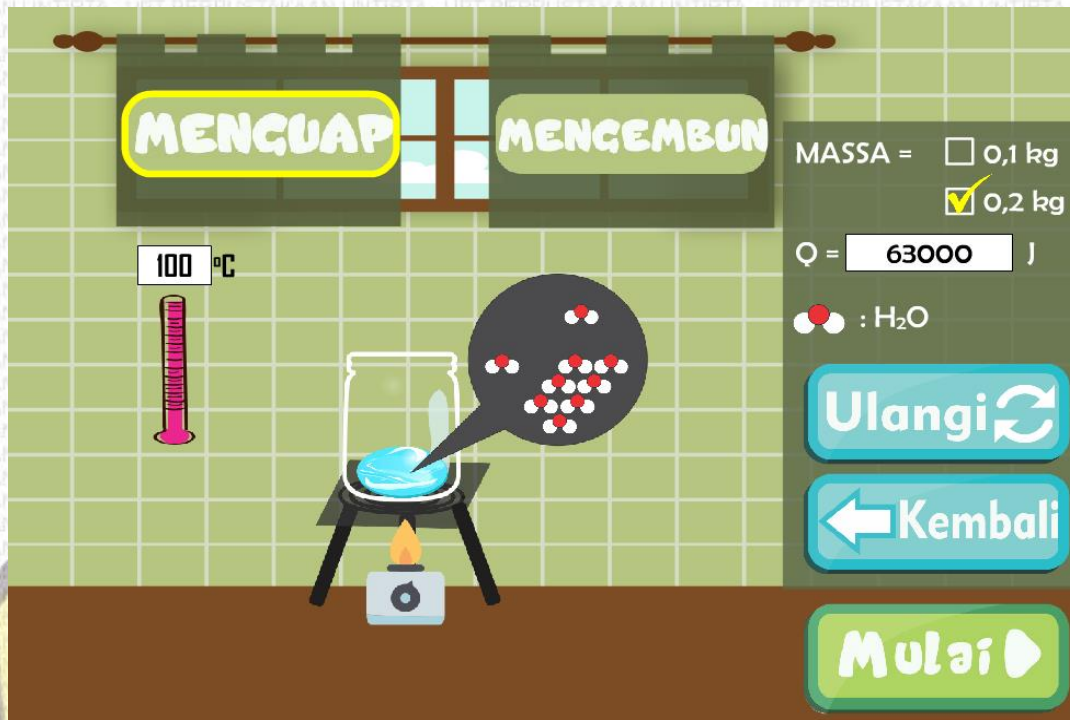 MENGUAP
MENGEMBUN
MASSA = 0,1 kg
0,2 kg
Q = 63000 J
100 °C
: H₂O
Ulangi
Kembali
Mulai